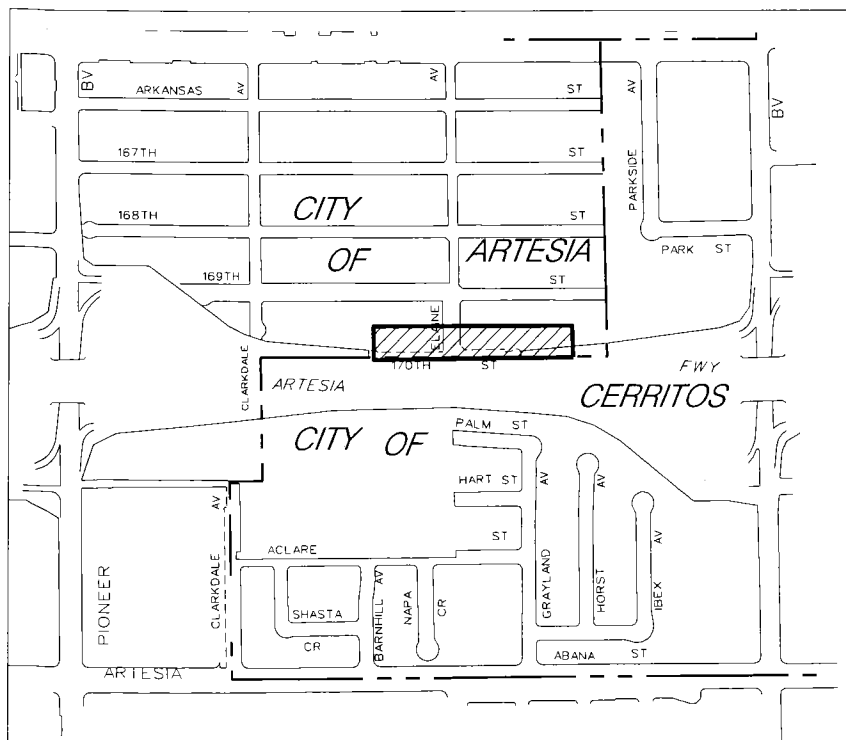 BV
ARKANSAS
AV
AV
ST
AV
BV
167TH
ST
PARKSIDE
168TH
CITY
ST
OF
ARTESIA
PARK ST
169TH
ST
ELAINE
CLARKDALE
170TH ST
ARTESIA
FWY
CERRITOS
CITY OF
PALM ST
HART ST
AV
AV
AV
AV
ST
ACLARE
PIONEER
CLARKDALE
GRAYLAND
HORST
IBEX
SHASTA
CR
BARNHILL AV
NAPA
CR
ABANA ST
ARTESIA